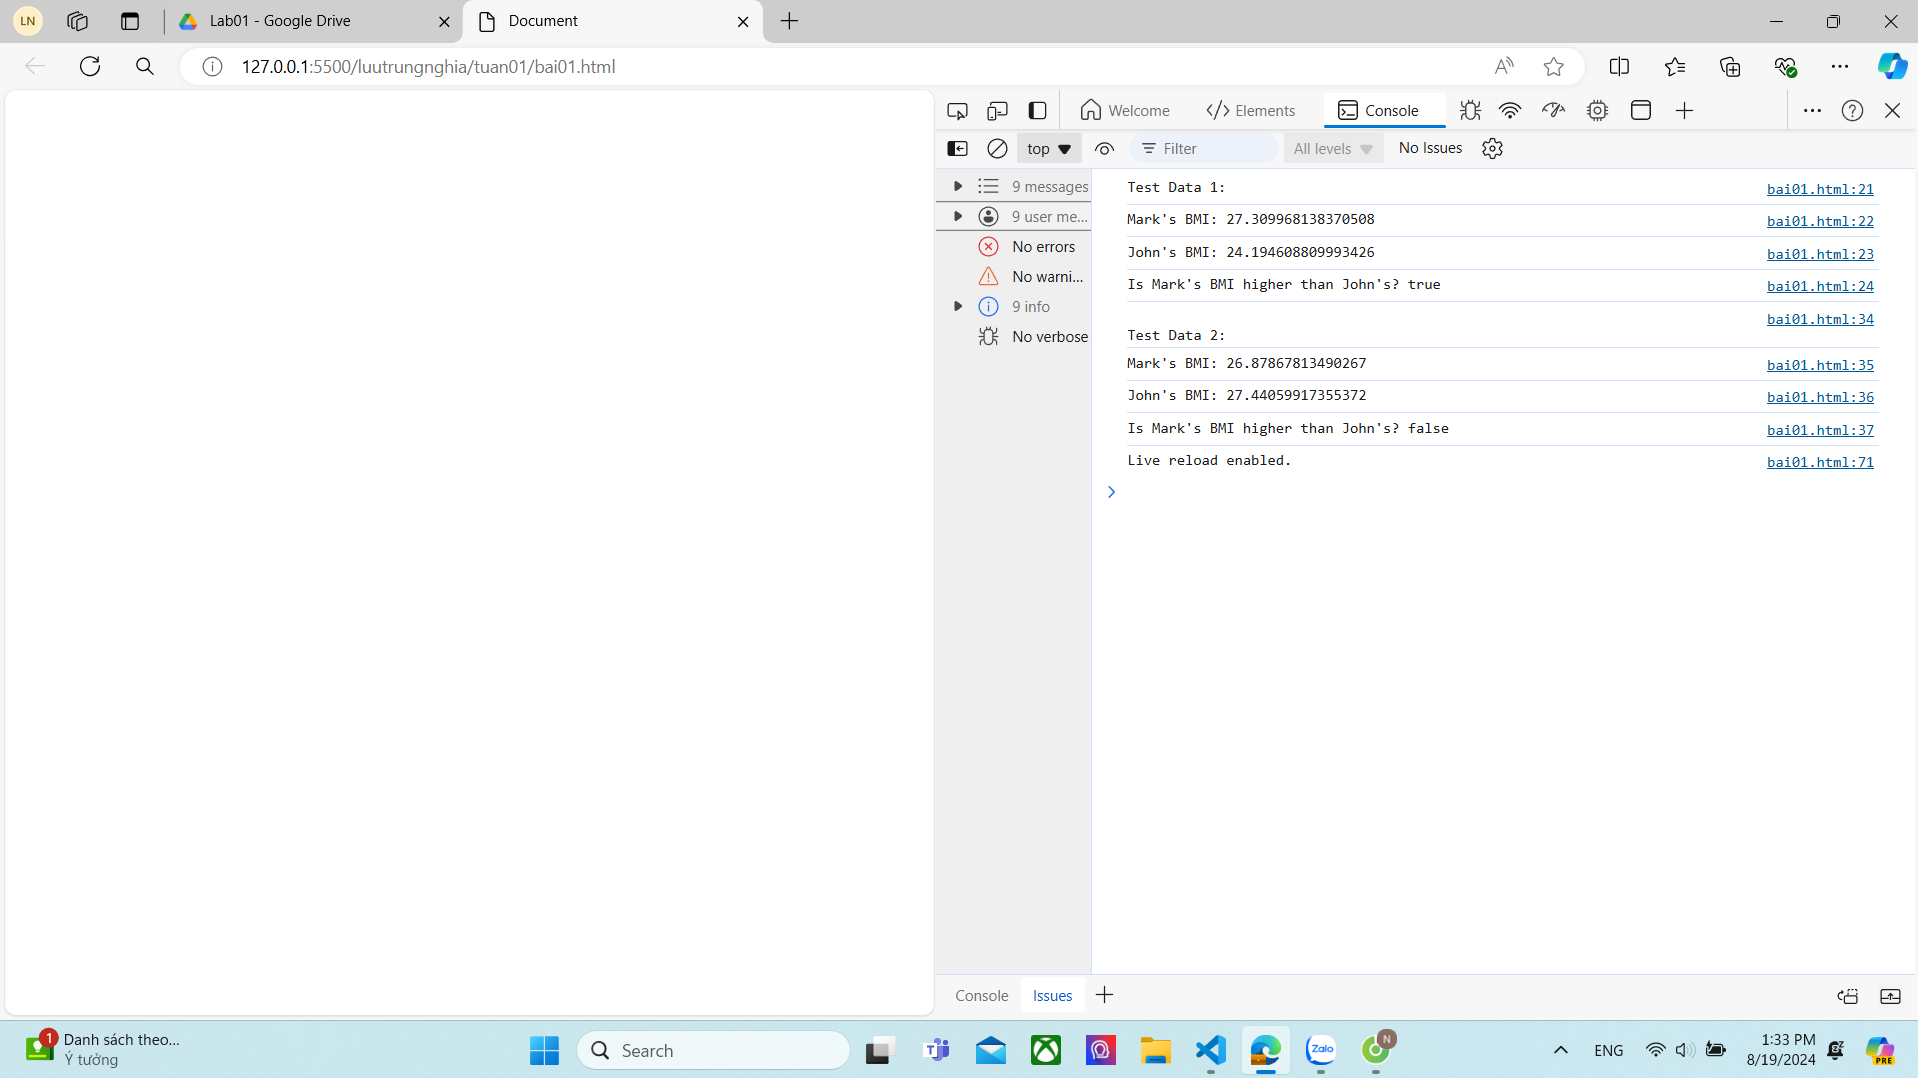 LN
Lab01 - Google Drive
Document
127.0.0.1:5500/luutrungnghia/tuan01/bai01.html
Welcome
Elements
Console
top
Filter
All levels
No Issues
9 messages
9 user me...
No errors
No warni...
9 info
No verbose
Test Data 1: bai01.html:21
Mark's BMI: 27.309968138370508 bai01.html:22
John's BMI: 24.194608809993426 bai01.html:23
Is Mark's BMI higher than John's? true bai01.html:24
bai01.html:34
Test Data 2:
Mark's BMI: 26.87867813490267 bai01.html:35
John's BMI: 27.44059917355372 bai01.html:36
Is Mark's BMI higher than John's? false bai01.html:37
Live reload enabled. bai01.html:71
Console
Issues
1
Danh sách theo...
Ý tưởng
Search
Zalo
N
ENG
1:33 PM
8/19/2024
PRE